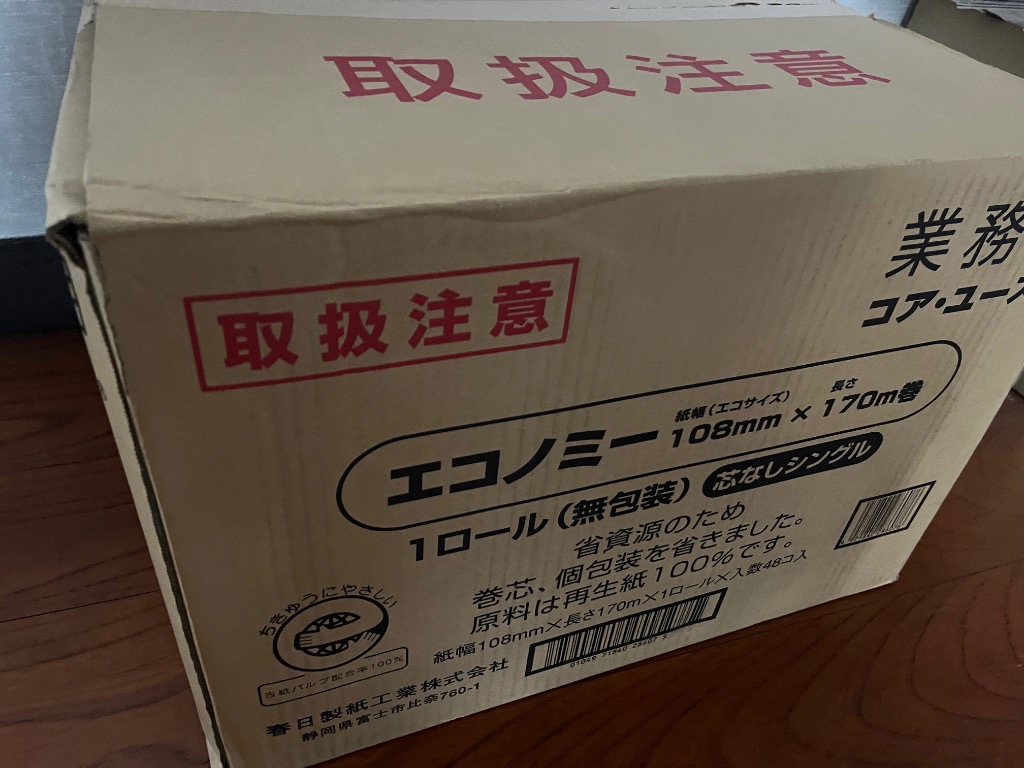 取扱注意
業務
コア・ユース
取扱注意
紙幅(エコサイズ) 長さ
エコノミー 108mm × 170m巻
1ロール(無包装) 芯なしシングル
省資源のため
巻芯、個包装を省きました。
原料は再生紙100%です。
紙幅108mm×長さ170m×1ロール×入数48コ入
ちきゅうにやさしい
古紙パルプ配合率100%
春日製紙工業株式会社
静岡県富士市比奈760-1